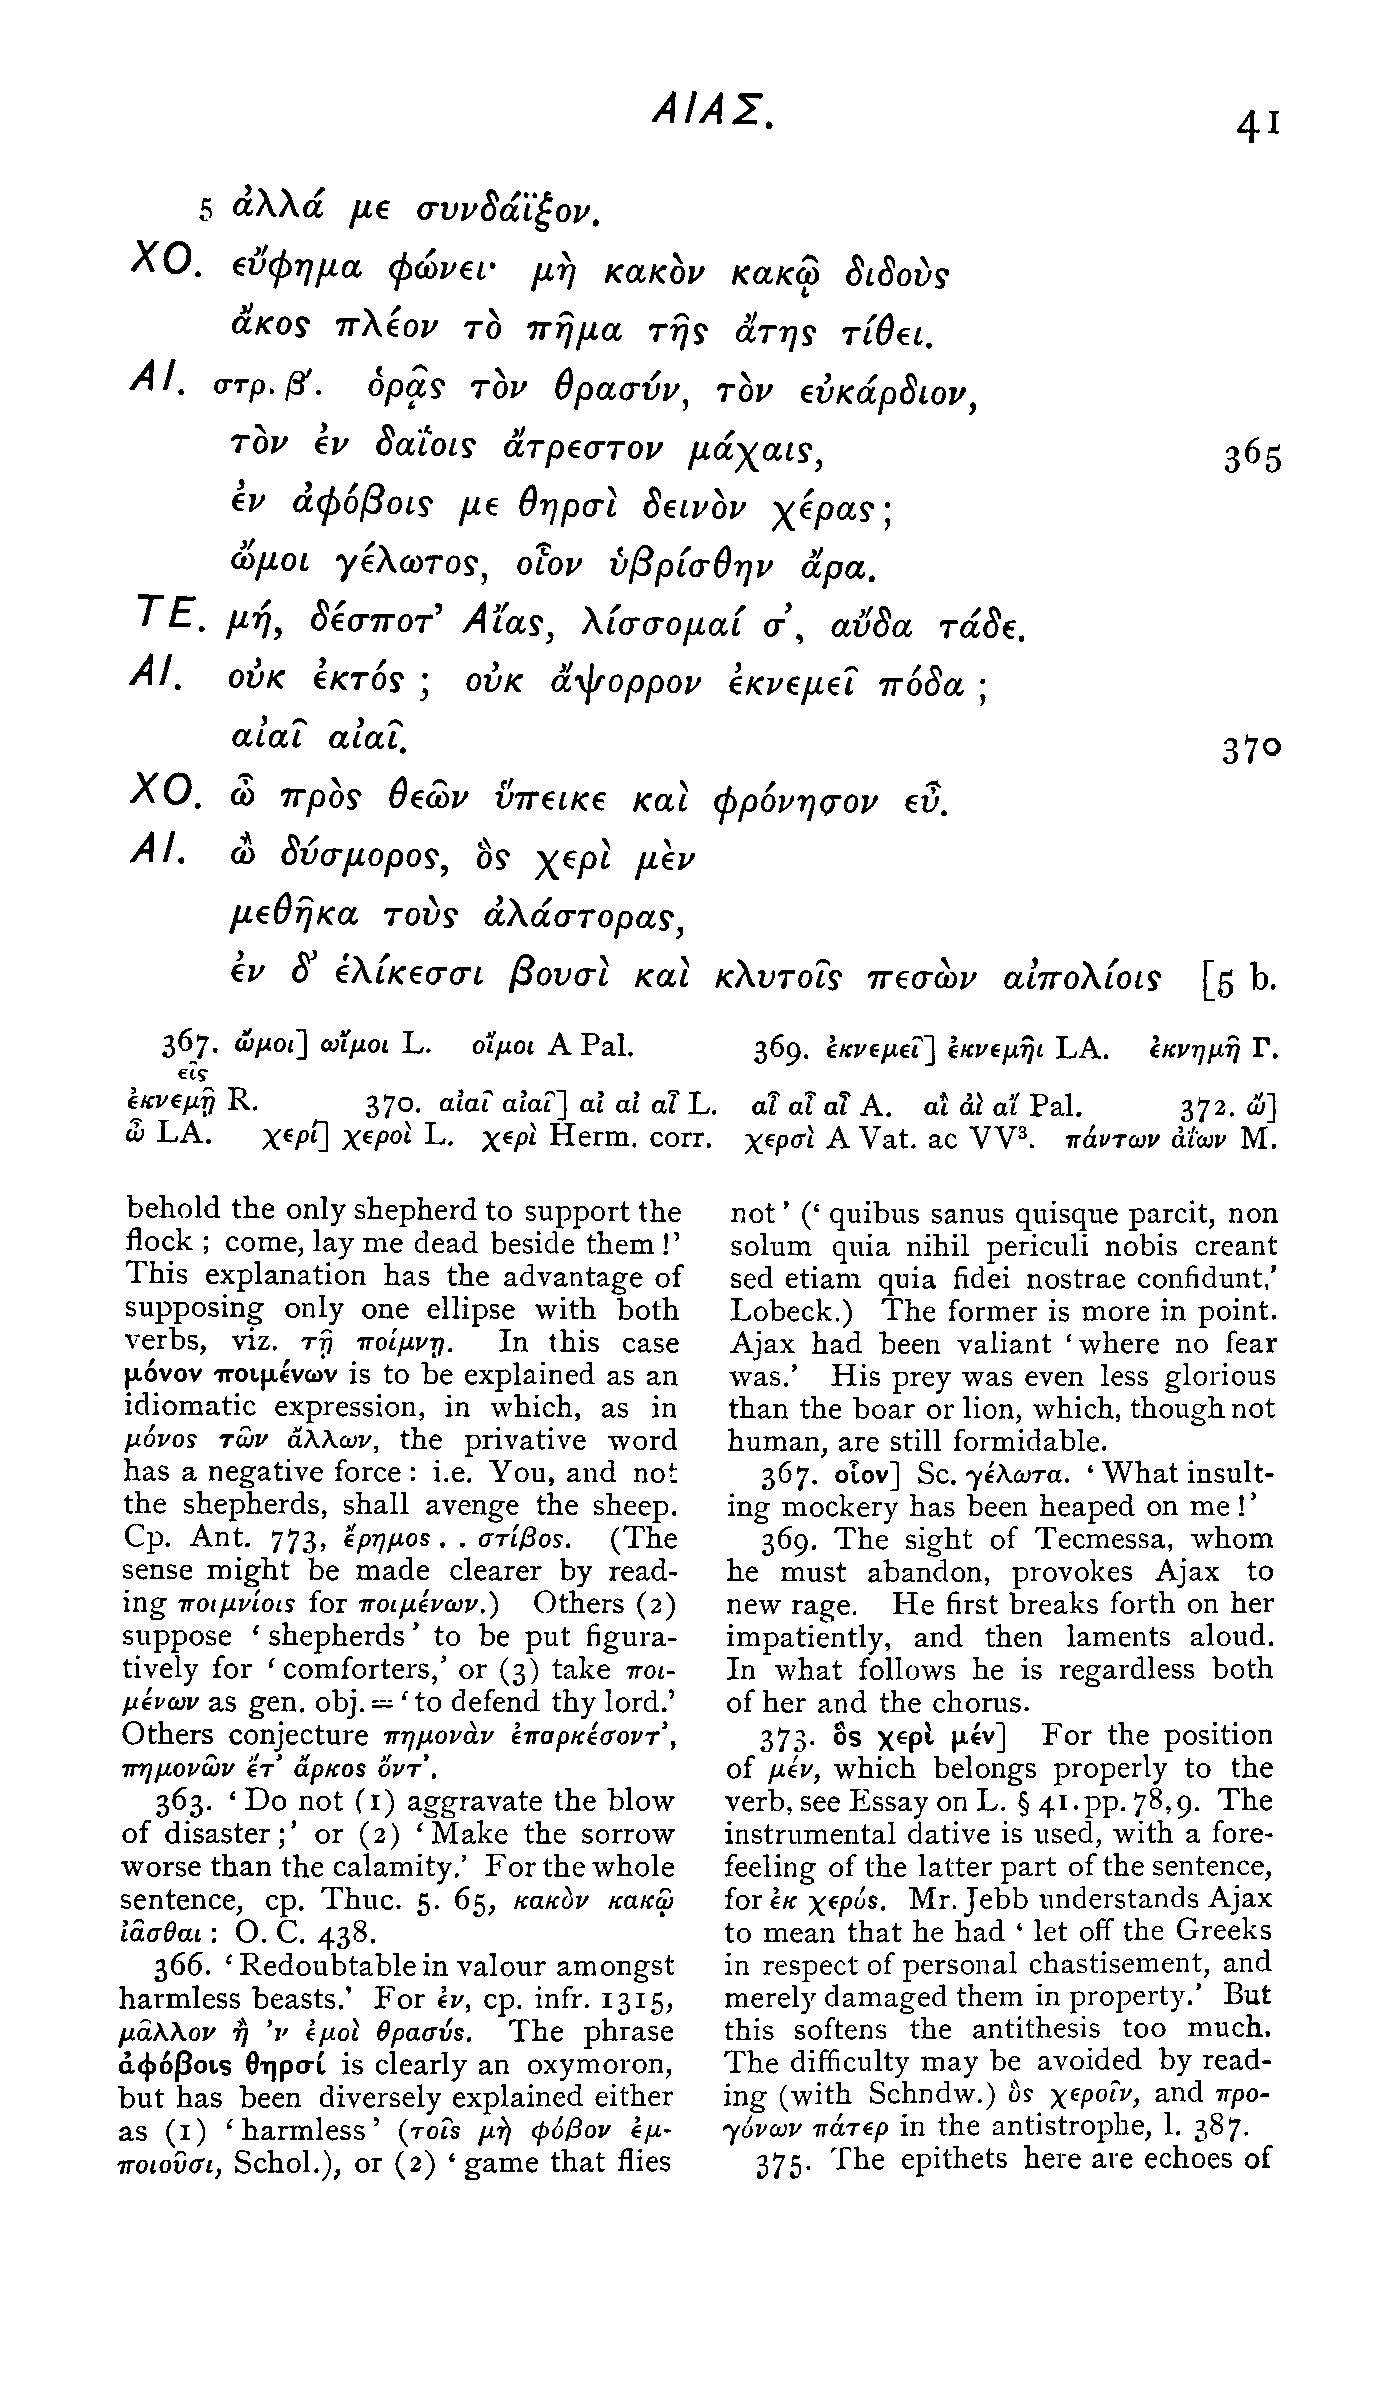 ΑΙΑΣ.
41
5 ἀλλά με συνδάϊξον.
ΧΟ. εὔφημα φώνει· μὴ κακὸν κακῷ διδοὺς
ἄκος πλέον τὸ πῆμα τῆς ἄτης τίθει.
ΑΙ. στρ. β΄. ὁρᾷς τὸν θρασύν, τὸν εὐκάρδιον,
τὸν ἐν δαΐοις ἄτρεστον μάχαις,
365
ἐν ἀφόβοις με θηρσὶ δεινὸν χέρας;
ὤμοι γέλωτος, οἷον ὑβρίσθην ἄρα.
ΤΕ. μή, δέσποτ’ Αἴας, λίσσομαί σ’, αὔδα τάδε.
ΑΙ. οὐκ ἐκτός ; οὐκ ἄψορρον ἐκνεμεῖ πόδα ;
αἰαῖ αἰαῖ.
370
ΧΟ. ὦ πρὸς θεῶν ὕπεικε καὶ φρόνησον εὖ.
ΑΙ. ὢ δύσμορος, ὃς χερὶ μὲν
μεθῆκα τοὺς ἀλάστορας,
ἐν δ’ ἑλίκεσσι βουσὶ καὶ κλυτοῖς πεσὼν αἰπολίοις [5 b.
367. ὤμοι] ωἴμοι L. οἴμοι A Pal. 369. ἐκνεμεῖ] ἐκνεμῆι LA. ἐκνημῆ Γ.
εῖς
ἐκνεμῇ R. 370. αἰαῖ αἰαῖ] αἰ αἰ αἶ L. αἶ αἶ αἶ A. αἲ ἀὶ αἴ Pal. 372. ὤ]
ὦ LA. χερί] χεροὶ L. χερὶ Herm. corr. χερσὶ A Vat. ac VV³. πάντων ἀΐων M.
behold the only shepherd to support the
flock ; come, lay me dead beside them !’
This explanation has the advantage of
supposing only one ellipse with both
verbs, viz. τῇ ποίμνῃ. In this case
μόνον ποιμένων is to be explained as an
idiomatic expression, in which, as in
μόνος τῶν ἄλλων, the privative word
has a negative force : i.e. You, and not
the shepherds, shall avenge the sheep.
Cp. Ant. 773, ἔρημος . . στίβος. (The
sense might be made clearer by read-
ing ποιμνίοις for ποιμένων.) Others (2)
suppose ‘ shepherds ’ to be put figura-
tively for ‘ comforters,’ or (3) take ποι-
μένων as gen. obj. = ‘ to defend thy lord.’
Others conjecture πημονὰν ἐπαρκέσοντ’,
πημονῶν ἔτ’ ἄρκος ὄντ’.
363. ‘ Do not (1) aggravate the blow
of disaster ;’ or (2) ‘ Make the sorrow
worse than the calamity.’ For the whole
sentence, cp. Thuc. 5. 65, κακὸν κακῷ
ἰᾶσθαι : O. C. 438.
366. ‘ Redoubtable in valour amongst
harmless beasts.’ For ἐν, cp. infr. 1315,
μᾶλλον ἢ ’ν ἐμοὶ θρασύς. The phrase
ἀφόβοις θηρσί is clearly an oxymoron,
but has been diversely explained either
as (1) ‘ harmless ’ (τοῖς μὴ φόβον ἐμ-
ποιοῦσι, Schol.), or (2) ‘ game that flies
not ’ (‘ quibus sanus quisque parcit, non
solum quia nihil periculi nobis creant
sed etiam quia fidei nostrae confidunt,’
Lobeck.) The former is more in point.
Ajax had been valiant ‘ where no fear
was.’ His prey was even less glorious
than the boar or lion, which, though not
human, are still formidable.
367. οἷον] Sc. γέλωτα. ‘ What insult-
ing mockery has been heaped on me !’
369. The sight of Tecmessa, whom
he must abandon, provokes Ajax to
new rage. He first breaks forth on her
impatiently, and then laments aloud.
In what follows he is regardless both
of her and the chorus.
373. ὃς χερὶ μέν] For the position
of μέν, which belongs properly to the
verb, see Essay on L. § 41. pp. 78, 9. The
instrumental dative is used, with a fore-
feeling of the latter part of the sentence,
for ἐκ χερός. Mr. Jebb understands Ajax
to mean that he had ‘ let off the Greeks
in respect of personal chastisement, and
merely damaged them in property.’ But
this softens the antithesis too much.
The difficulty may be avoided by read-
ing (with Schndw.) ὃς χεροῖν, and προ-
γόνων πάτερ in the antistrophe, l. 387.
375. The epithets here are echoes of